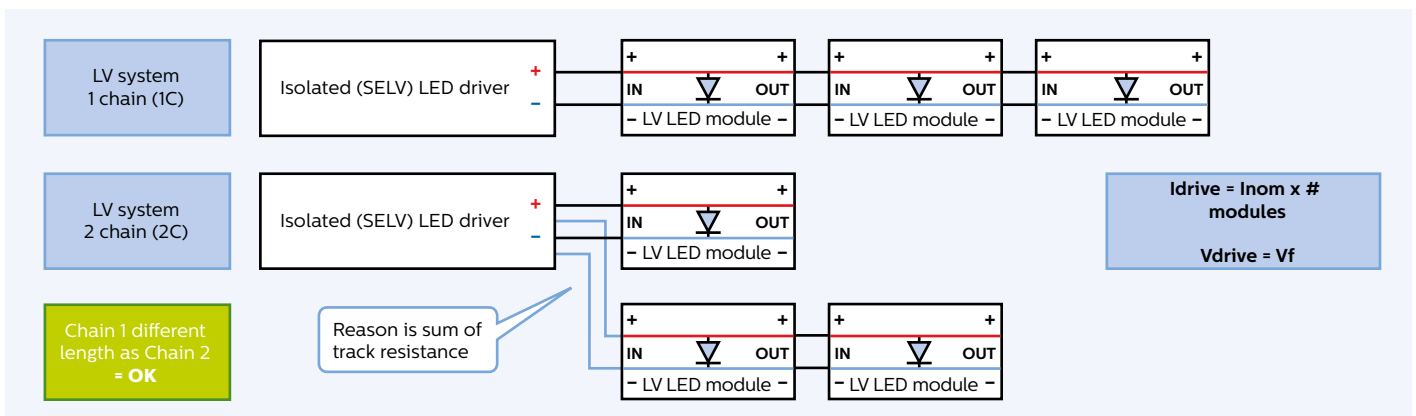 LV system
1 chain (1C)
Isolated (SELV) LED driver
+
–
+
IN OUT
– LV LED module –
+ +
IN OUT
– LV LED module –
+ +
IN OUT
– LV LED module –
+ +
LV system
2 chain (2C)
Isolated (SELV) LED driver
+
–
+ +
IN OUT
– LV LED module –
Idrive = Inom x #
modules
Vdrive = Vf
Chain 1 different
length as Chain 2
= OK
Reason is sum of
track resistance
+ +
IN OUT
– LV LED module –
+ +
IN OUT
– LV LED module –